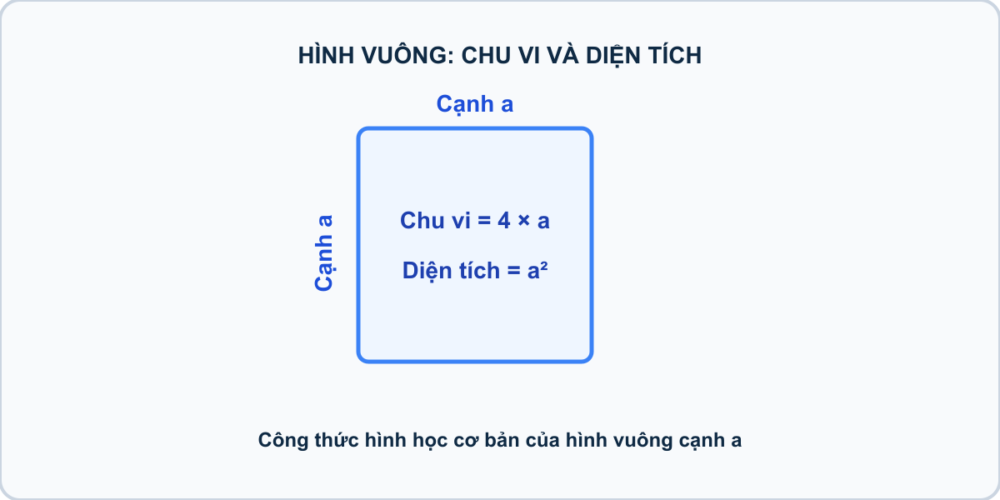 HÌNH VUÔNG: CHU VI VÀ DIỆN TÍCH
Cạnh a
Cạnh a
Chu vi = 4 × a
Diện tích = a²
Công thức hình học cơ bản của hình vuông cạnh a